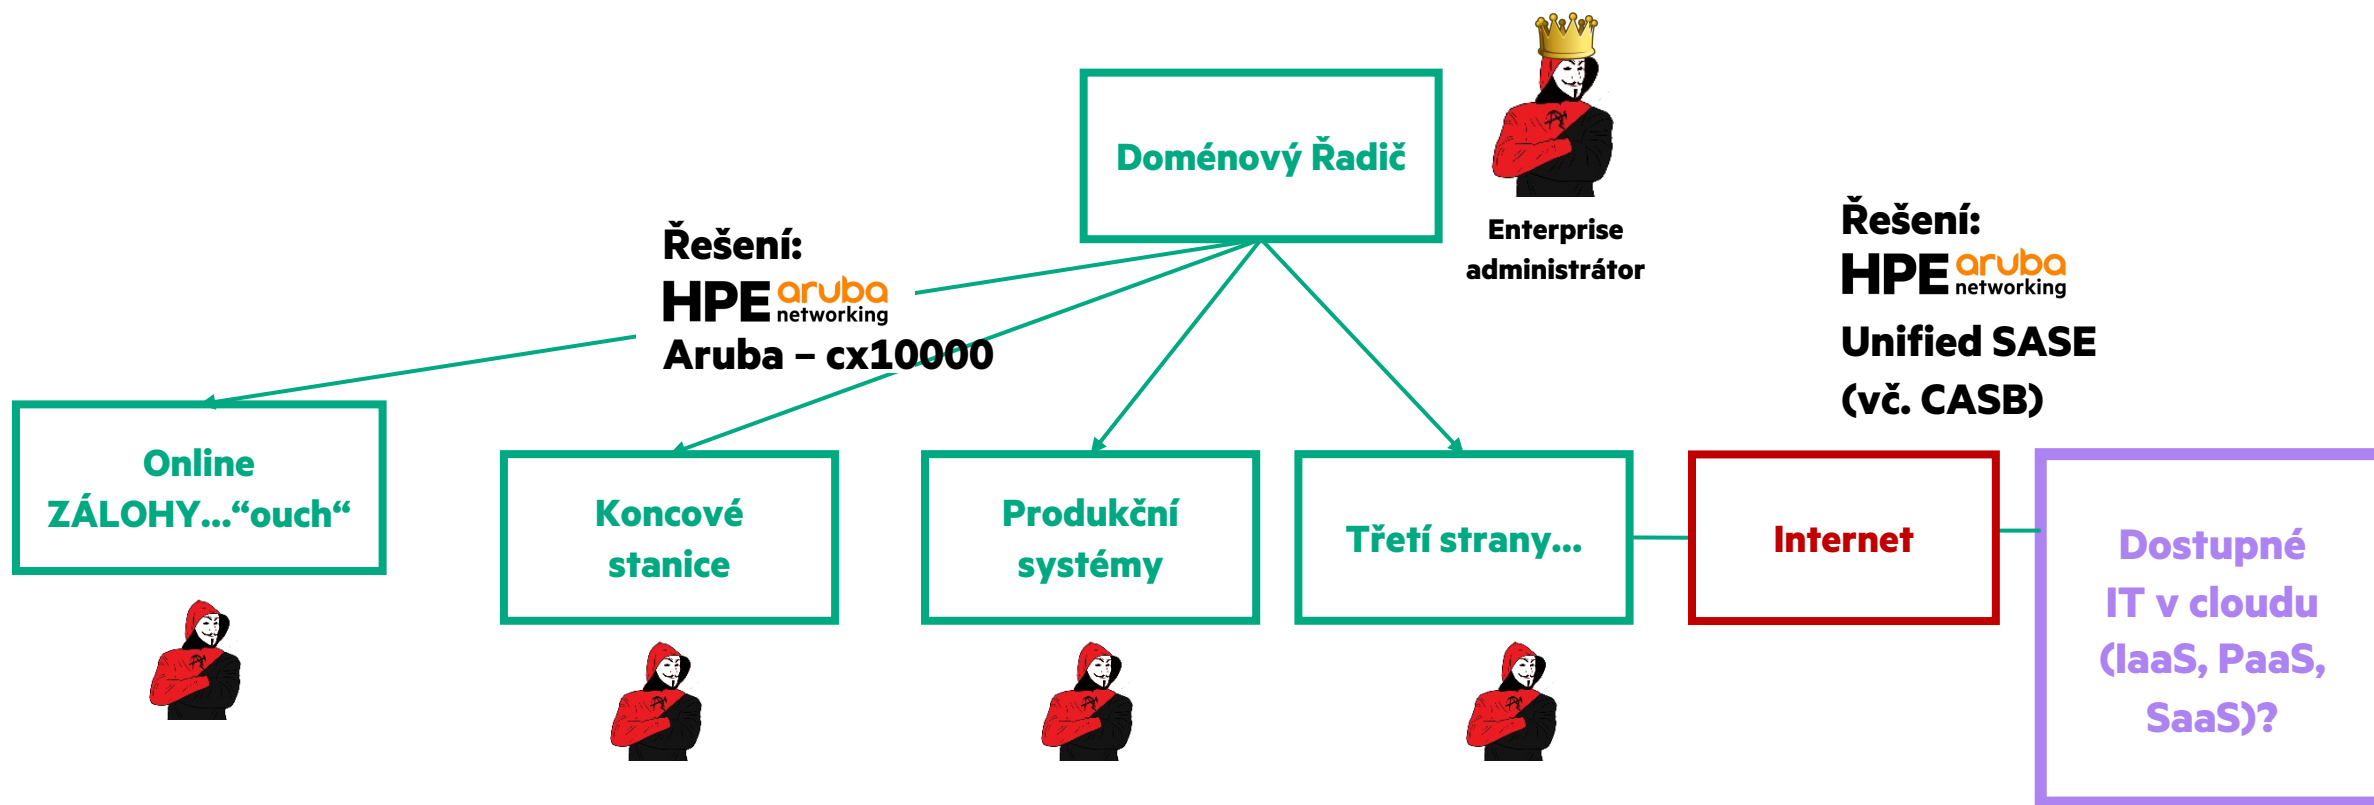 Doménový Řadič
Enterprise
administrátor
Řešení:
HPE aruba
networking
Aruba – cx10000
Řešení:
HPE aruba
networking
Unified SASE
(vč. CASB)
Online
ZÁLOHY...“ouch“
Koncové
stanice
Produkční
systémy
Třetí strany...
Internet
Dostupné
IT v cloudu
(IaaS, PaaS,
SaaS)?